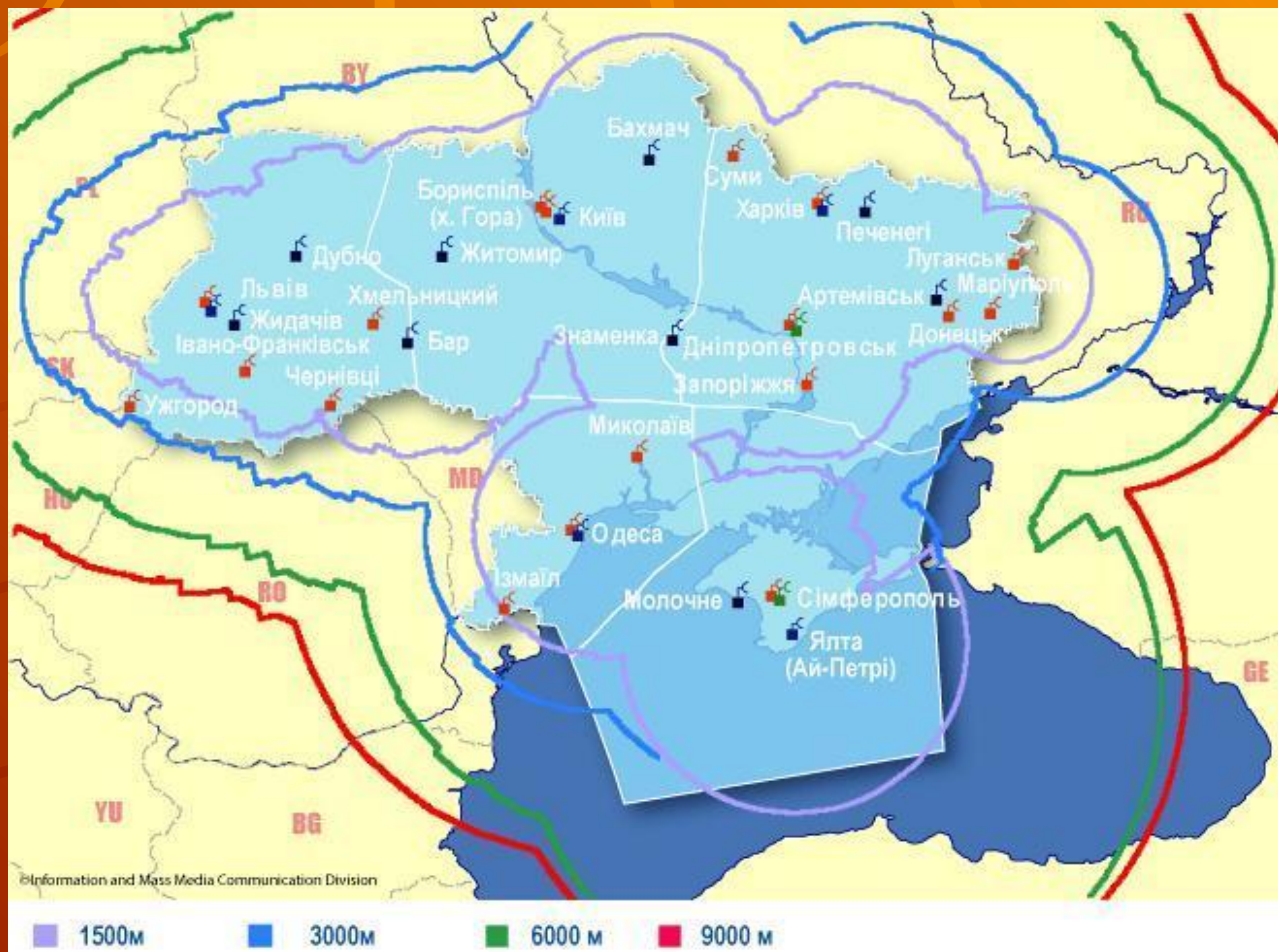 BY
Бахмач
Суми
PL
Бориспіль
(х. Гора)
Київ
Харків
Печенегі
RU
Дубно
Житомир
Луганськ
Маріуполь
Львів
Хмельницкий
Артемівськ
Жидачів
Донецьк
Івано-Франківськ
Бар
Знаменка
Дніпропетровськ
SK
Чернівці
Запоріжжя
Ужгород
Миколаїв
MD
HU
Одеса
Ізмаїл
RO
Молочне
Сімферополь
Ялта
(Ай-Петрі)
GE
YU
BG
©Information and Mass Media Communication Division
1500м
3000м
6000 м
9000 м